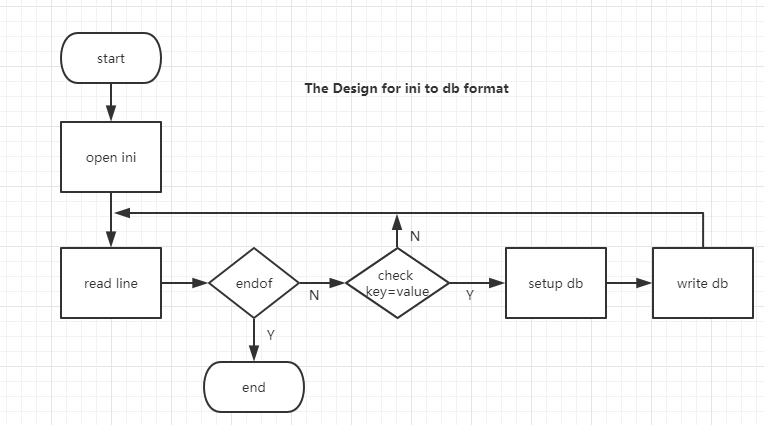 start
The Design for ini to db format
open ini
N
read line
endof
N
check
key=value
Y
setup db
write db
Y
end